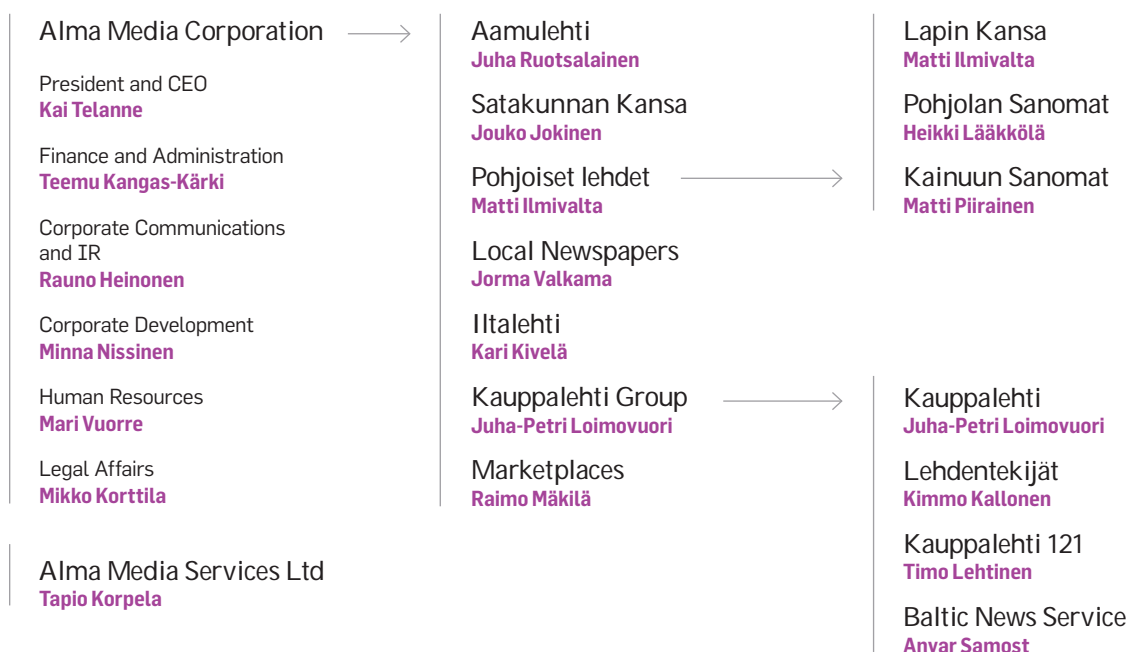 Alma Media Corporation
President and CEO
Kai Telanne
Finance and Administration
Teemu Kangas-Kärki
Corporate Communications
and IR
Rauno Heinonen
Corporate Development
Minna Nissinen
Human Resources
Mari Vuorre
Legal Affairs
Mikko Korttila
Alma Media Services Ltd
Tapio Korpela
Aamulehti
Juha Ruotsalainen
Satakunnan Kansa
Jouko Jokinen
Pohjoiset lehdet
Matti Ilmivalta
Local Newspapers
Jorma Valkama
Iltalehti
Kari Kivelä
Kauppalehti Group
Juha-Petri Loimovuori
Marketplaces
Raimo Mäkilä
Lapin Kansa
Matti Ilmivalta
Pohjolan Sanomat
Heikki Lääkkölä
Kainuun Sanomat
Matti Piirainen
Kauppalehti
Juha-Petri Loimovuori
Lehdentekijät
Kimmo Kallonen
Kauppalehti 121
Timo Lehtinen
Baltic News Service
Anvar Samost